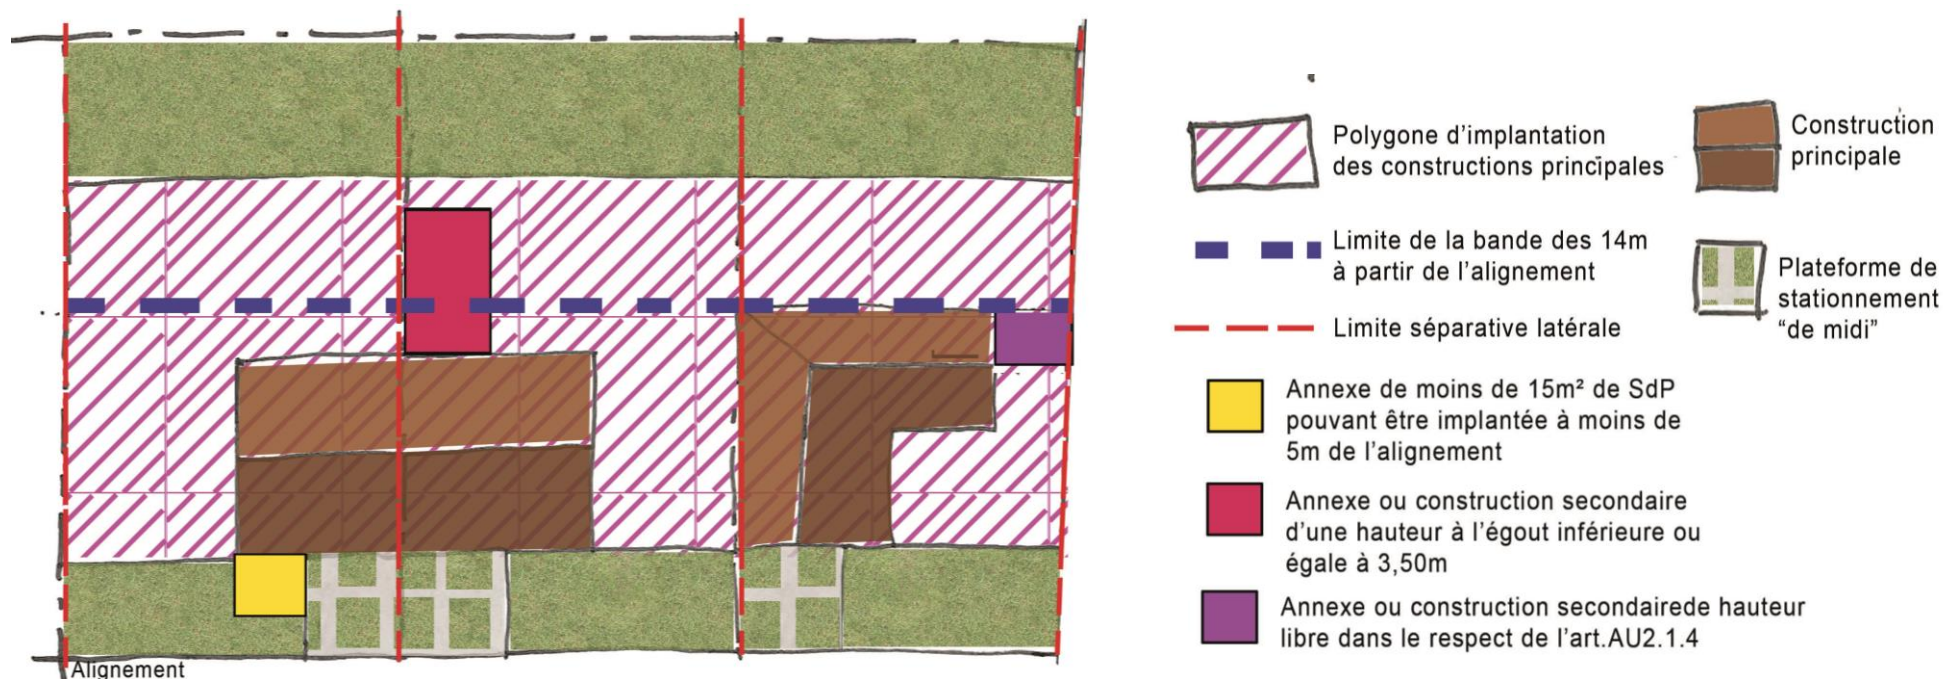 Polygone d'implantation
des constructions principales
Construction
principale
Limite de la bande des 14m
à partir de l'alignement
Plateforme de
stationnement
“de midi”
Limite séparative latérale
Annexe de moins de 15m² de SdP
pouvant être implantée à moins de
5m de l'alignement
Annexe ou construction secondaire
d'une hauteur à l'égout inférieure ou
égale à 3,50m
Annexe ou construction secondairede hauteur
libre dans le respect de l'art.AU2.1.4
Alignement